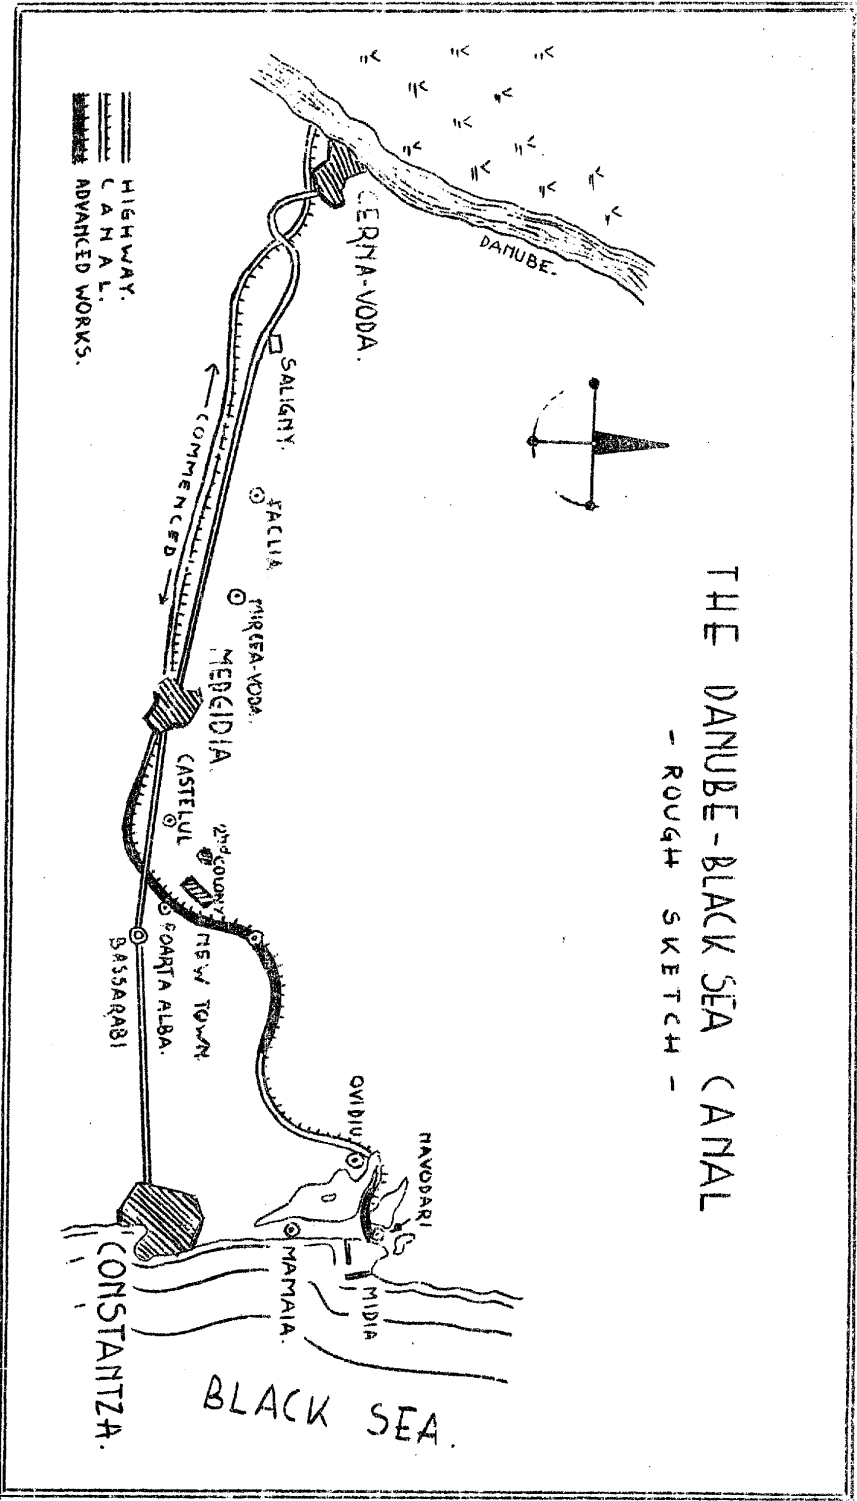 THE DANUBE-BLACK SEA CANAL
- ROUGH SKETCH -
DANUBE.
CERNA-VODA.
SALIGNY.
FACLIA
MIRCEA-VODA.
MEDGIDIA
← COMMENCED →
CASTELUL
2nd COLONY
NEW TOWN.
POARTA ALBA.
BASSARABI
OVIDIU
NAVODARI
MIDIA
MAMAIA.
CONSTANTZA.
BLACK SEA.
HIGHWAY.
CANAL.
ADVANCED WORKS.